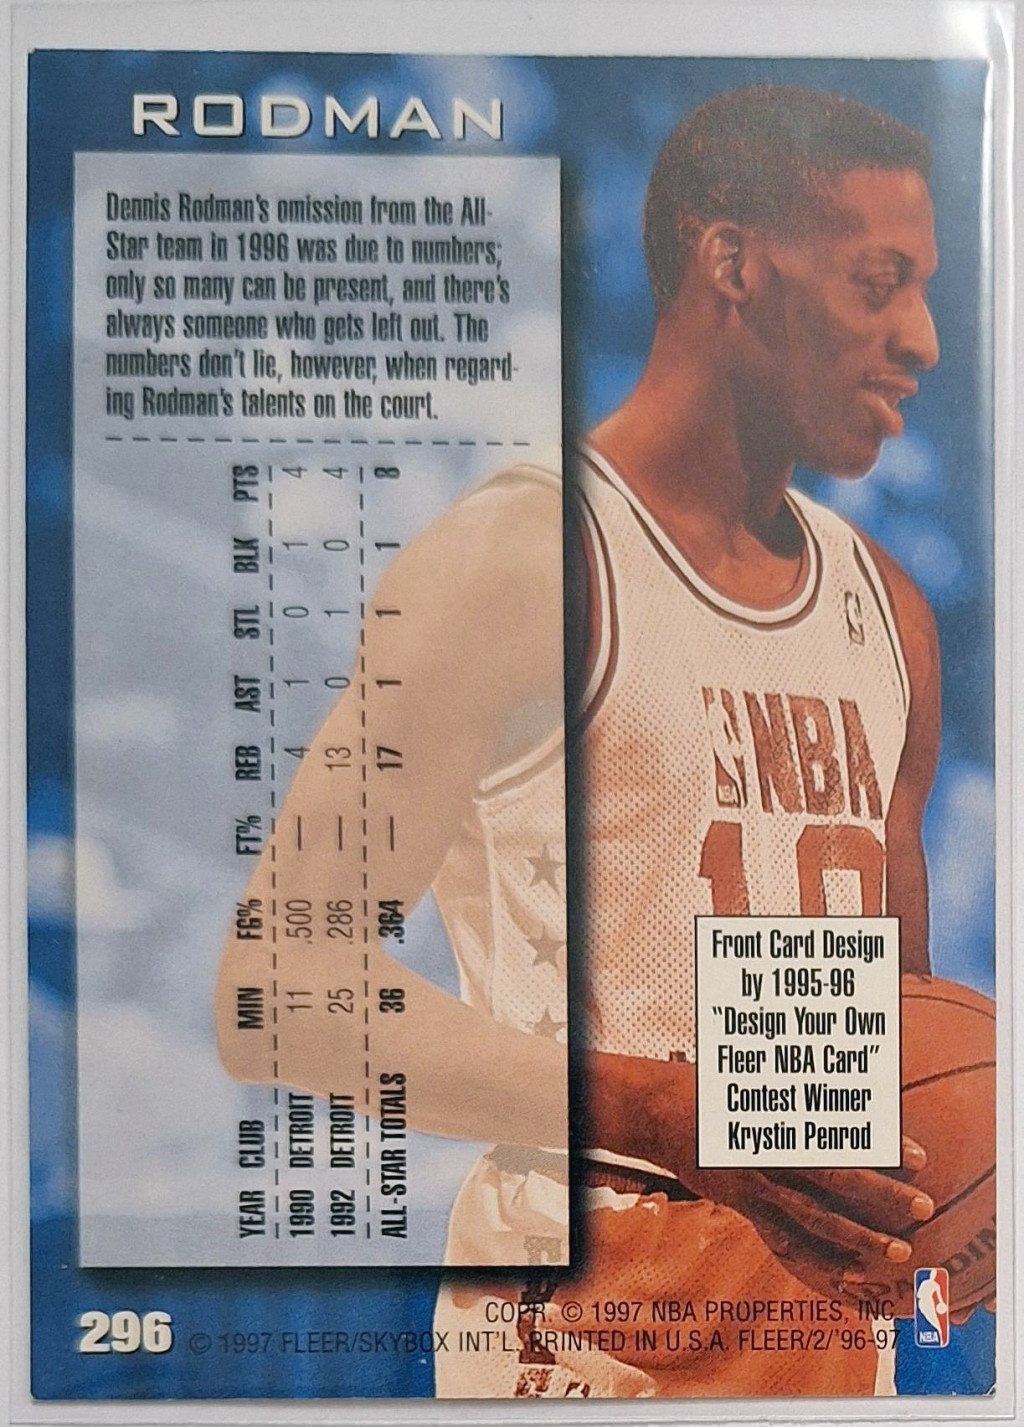 RODMAN
Dennis Rodman's omission from the All-
Star team in 1996 was due to numbers;
only so many can be present, and there's
always someone who gets left out. The
numbers don't lie, however, when regard-
ing Rodman's talents on the court.
YEAR CLUB MIN FG% FT% REB AST STL BLK PTS
1990 DETROIT 11 .500 — 4 1 0 1 4
1992 DETROIT 25 .286 — 13 0 1 0 4
ALL-STAR TOTALS 36 .364 — 17 1 1 1 8
NBA
10
Front Card Design
by 1995-96
"Design Your Own
Fleer NBA Card"
Contest Winner
Krystin Penrod
296
COPR. © 1997 NBA PROPERTIES, INC.
© 1997 FLEER/SKYBOX INT'L. PRINTED IN U.S.A. FLEER/2/'96-97
NBA